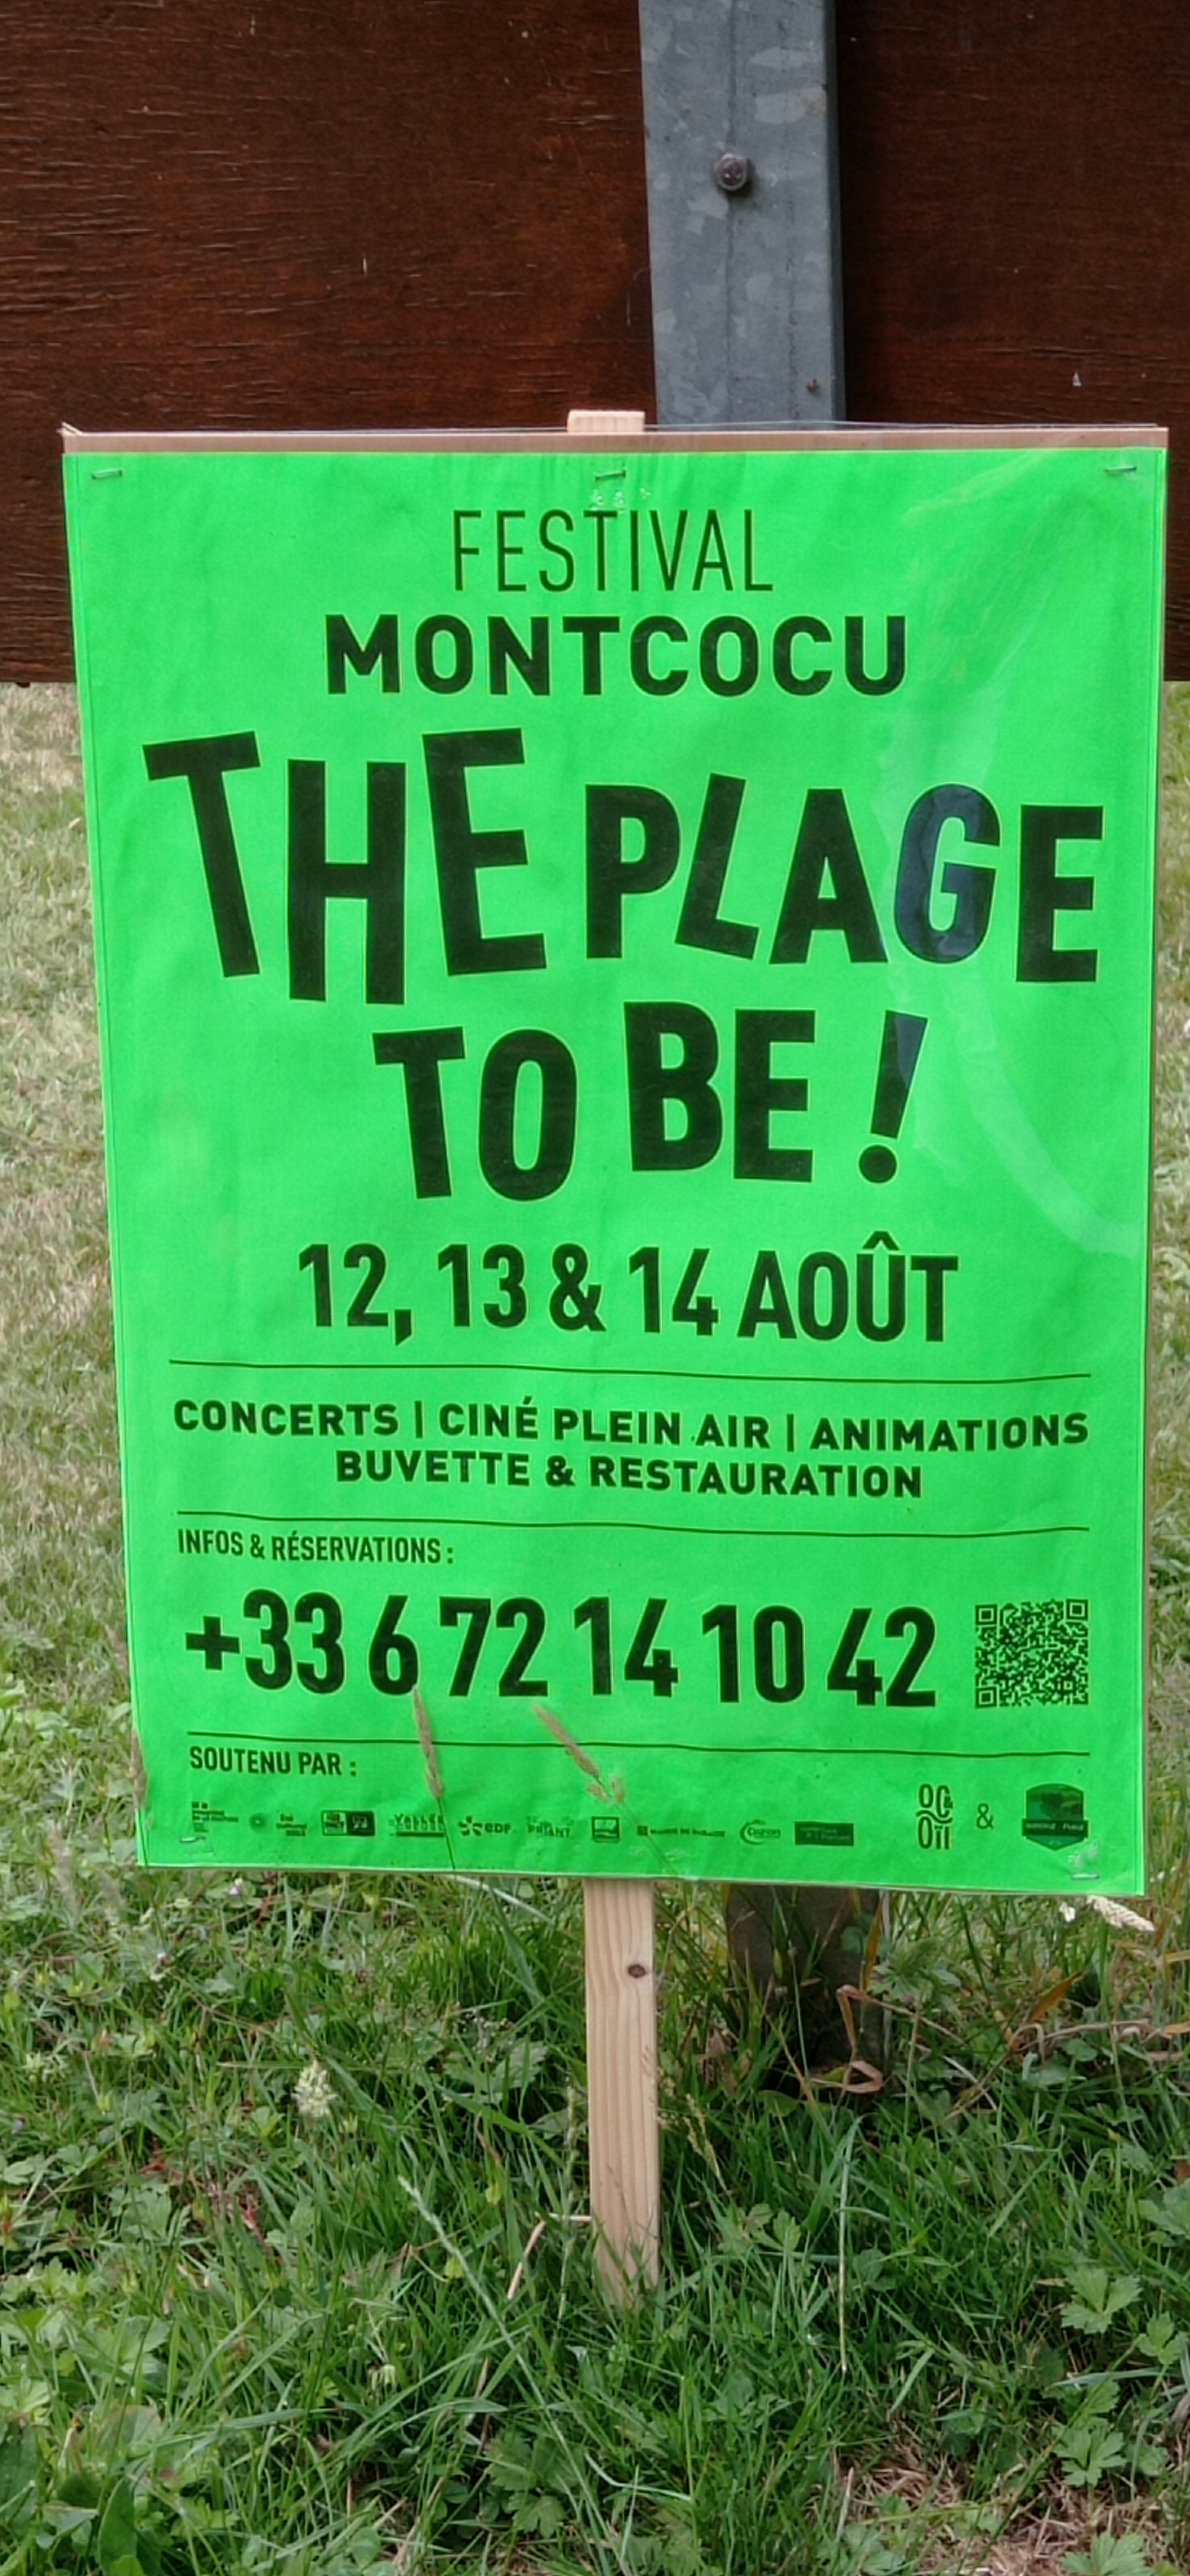 FESTIVAL
MONTCOCU
THE PLAGE
TO BE !
12, 13 & 14 AOÛT
CONCERTS | CINÉ PLEIN AIR | ANIMATIONS
BUVETTE & RESTAURATION
INFOS & RÉSERVATIONS :
+33 6 72 14 10 42
SOUTENU PAR :
EDF
&